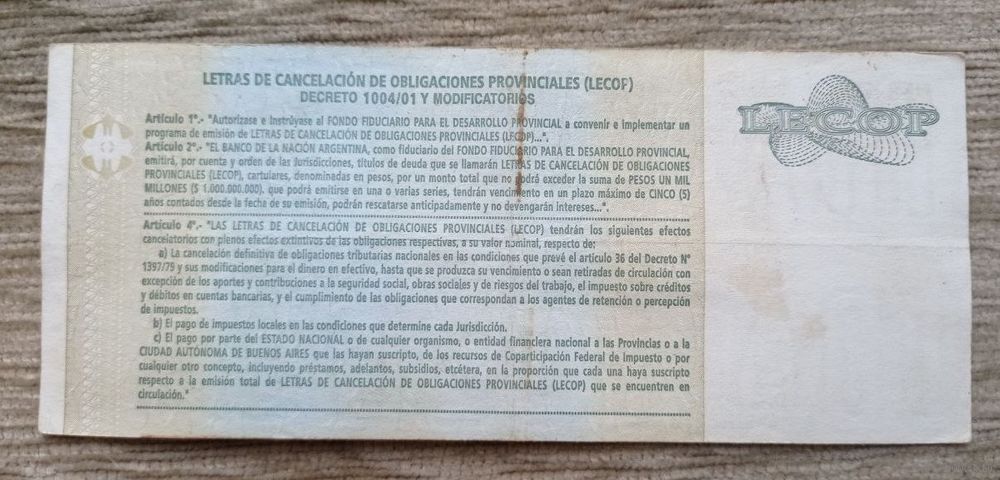 LETRAS DE CANCELACIÓN DE OBLIGACIONES PROVINCIALES (LECOP)
DECRETO 1004/01 Y MODIFICATORIOS
Artículo 1º.- "Autorízase e Instrúyase al FONDO FIDUCIARIO PARA EL DESARROLLO PROVINCIAL a convenir e implementar un
programa de emisión de LETRAS DE CANCELACIÓN DE OBLIGACIONES PROVINCIALES (LECOP)...".
Artículo 2º.- "EL BANCO DE LA NACIÓN ARGENTINA, como fiduciario del FONDO FIDUCIARIO PARA EL DESARROLLO PROVINCIAL,
emitirá, por cuenta y orden de las Jurisdicciones, títulos de deuda que se llamarán LETRAS DE CANCELACIÓN DE OBLIGACIONES
PROVINCIALES (LECOP), cartulares, denominadas en pesos, por un monto total que no podrá exceder la suma de PESOS UN MIL
MILLONES ($ 1.000.000.000), que podrá emitirse en una o varias series, tendrán vencimiento en un plazo máximo de CINCO (5)
años contados desde la fecha de su emisión, podrán rescatarse anticipadamente y no devengarán intereses...".
Artículo 4º.- "LAS LETRAS DE CANCELACIÓN DE OBLIGACIONES PROVINCIALES (LECOP) tendrán los siguientes efectos
cancelatorios con plenos efectos extintivos de las obligaciones respectivas, a su valor nominal, respecto de:
a) La cancelación definitiva de obligaciones tributarias nacionales en las condiciones que prevé el artículo 36 del Decreto Nº
1397/79 y sus modificaciones para el dinero en efectivo, hasta que se produzca su vencimiento o sean retiradas de circulación con
excepción de los aportes y contribuciones a la seguridad social, obras sociales y de riesgos del trabajo, el impuesto sobre créditos
y débitos en cuentas bancarias, y el cumplimiento de las obligaciones que correspondan a los agentes de retención o percepción
de impuestos.
b) El pago de impuestos locales en las condiciones que determine cada Jurisdicción.
c) El pago por parte del ESTADO NACIONAL o de cualquier organismo, o entidad financiera nacional a las Provincias o a la
CIUDAD AUTÓNOMA DE BUENOS AIRES que las hayan suscripto, de los recursos de Coparticipación Federal de Impuesto o por
cualquier otro concepto, incluyendo préstamos, adelantos, subsidios, etcétera, en la proporción que cada una haya suscripto
respecto a la emisión total de LETRAS DE CANCELACIÓN DE OBLIGACIONES PROVINCIALES (LECOP) que se encuentren en
circulación."
LECOP